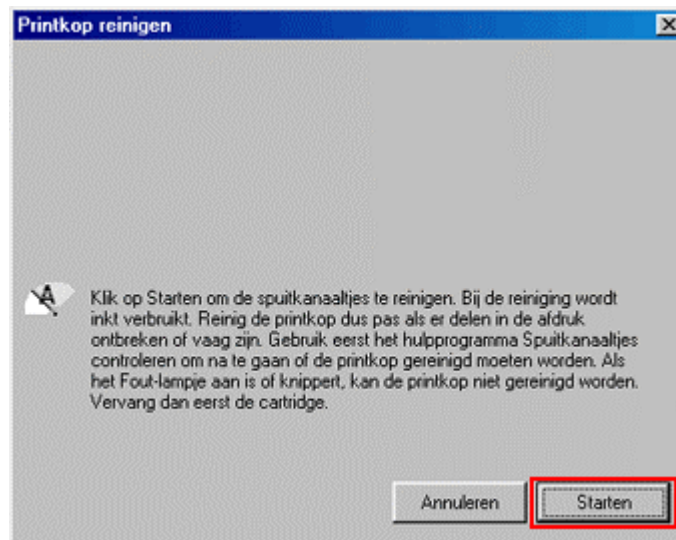 Printkop reinigen
Klik op Starten om de spuitkanaaltjes te reinigen. Bij de reiniging wordt
inkt verbruikt. Reinig de printkop dus pas als er delen in de afdruk
ontbreken of vaag zijn. Gebruik eerst het hulpprogramma Spuitkanaaltjes
controleren om na te gaan of de printkop gereinigd moeten worden. Als
het Fout-lampje aan is of knippert, kan de printkop niet gereinigd worden.
Vervang dan eerst de cartridge.
Annuleren
Starten